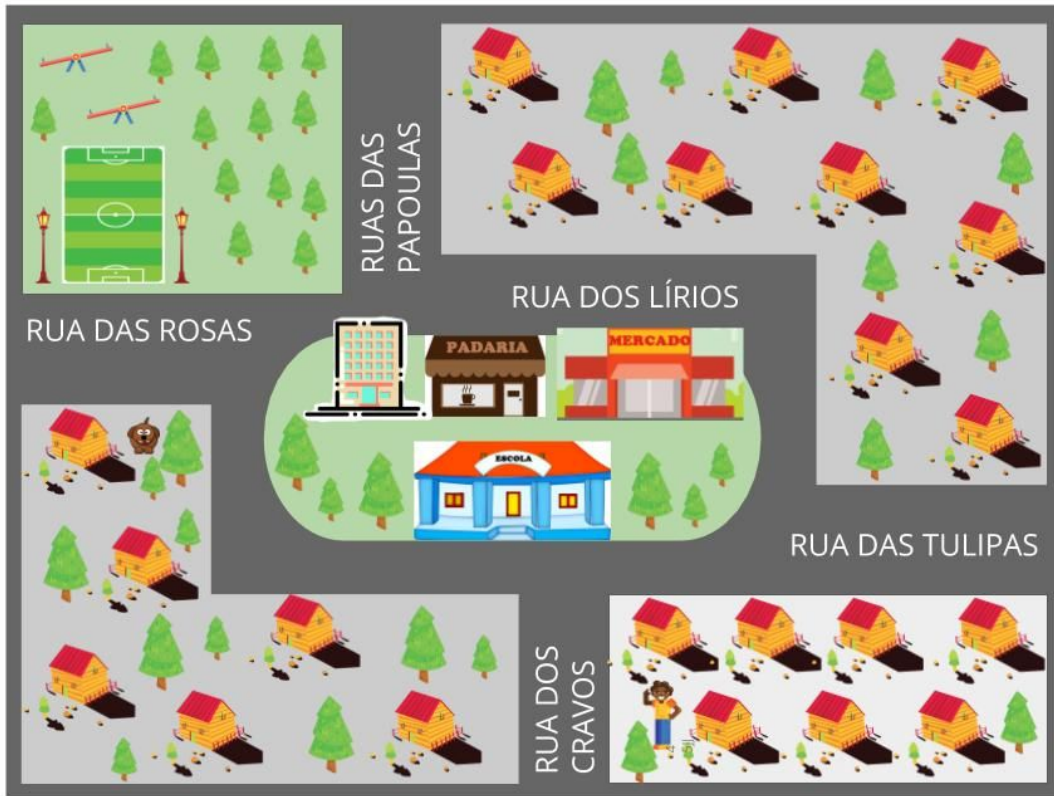 RUAS DAS
PAPOULAS
RUA DOS LÍRIOS
RUA DAS ROSAS
PADARIA
MERCADO
ESCOLA
RUA DAS TULIPAS
RUA DOS
CRAVOS